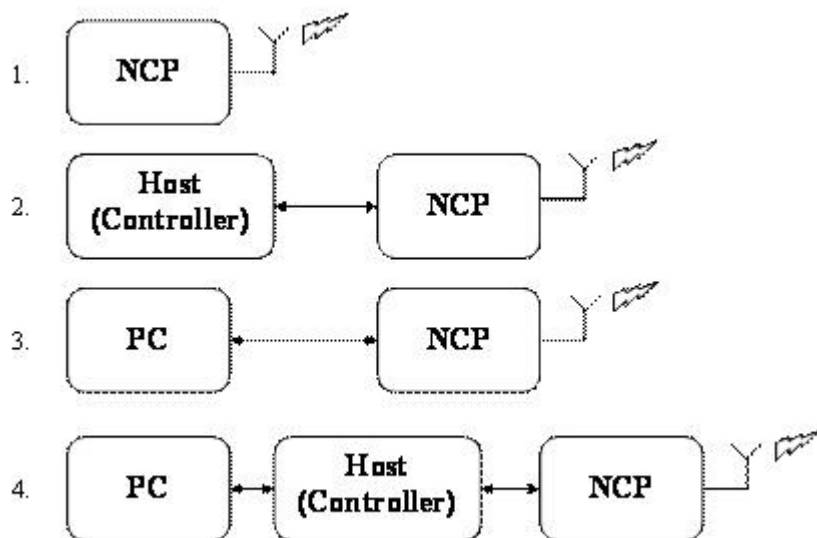 1. NCP
2. Host
(Controller) NCP
3. PC NCP
4. PC Host
(Controller) NCP